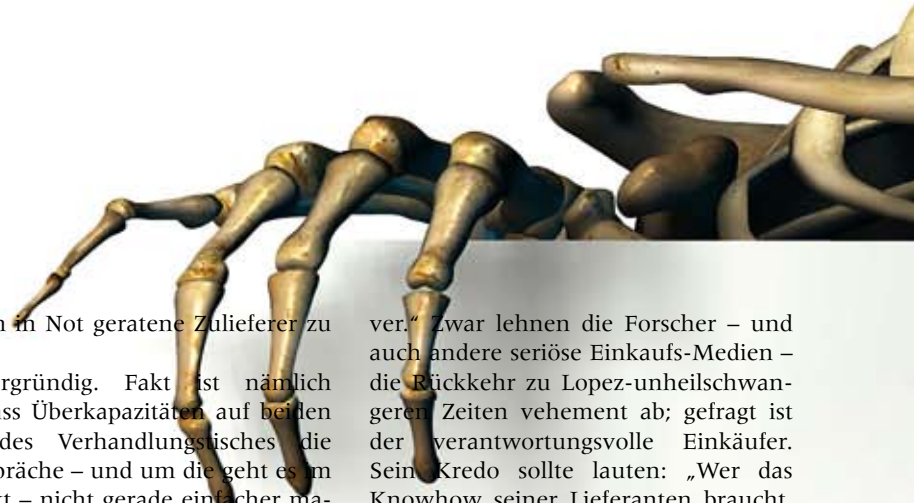 n in Not geratene Zulieferer zu
rgründig. Fakt ist nämlich
ss Überkapazitäten auf beiden
des Verhandlungstisches die
präche – und um die geht es im
kt – nicht gerade einfacher ma-
ver.“ Zwar lehnen die Forscher – und
auch andere seriöse Einkaufs-Medien –
die Rückkehr zu Lopez-unheilschwan-
geren Zeiten vehement ab; gefragt ist
der verantwortungsvolle Einkäufer.
Sein Kredo sollte lauten: „Wer das
Knowhow seiner Lieferanten braucht,